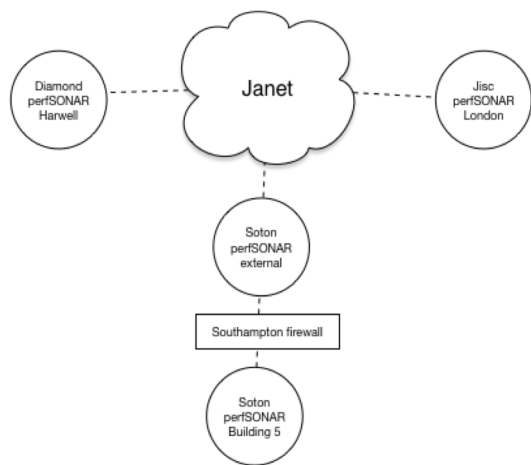 Diamond
perfSONAR
Harwell
Janet
Jisc
perfSONAR
London
Soton
perfSONAR
external
Southampton firewall
Soton
perfSONAR
Building 5